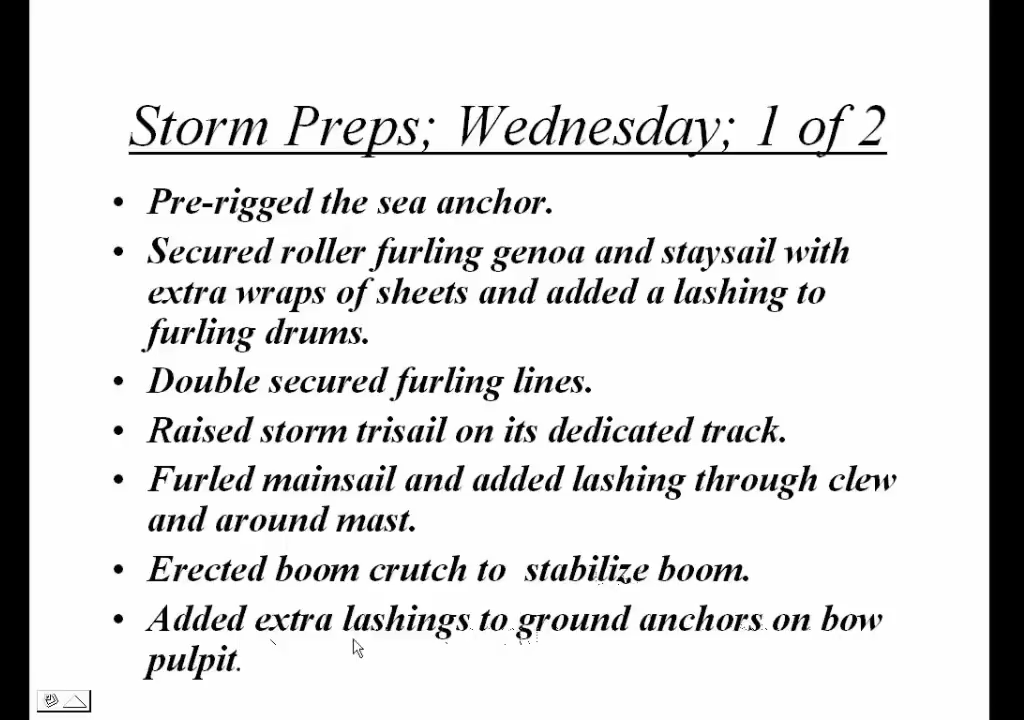 Storm Preps; Wednesday; 1 of 2
• Pre-rigged the sea anchor.
• Secured roller furling genoa and staysail with
extra wraps of sheets and added a lashing to
furling drums.
• Double secured furling lines.
• Raised storm trisail on its dedicated track.
• Furled mainsail and added lashing through clew
and around mast.
• Erected boom crutch to  stabilize boom.
• Added extra lashings to ground anchors on bow
pulpit.